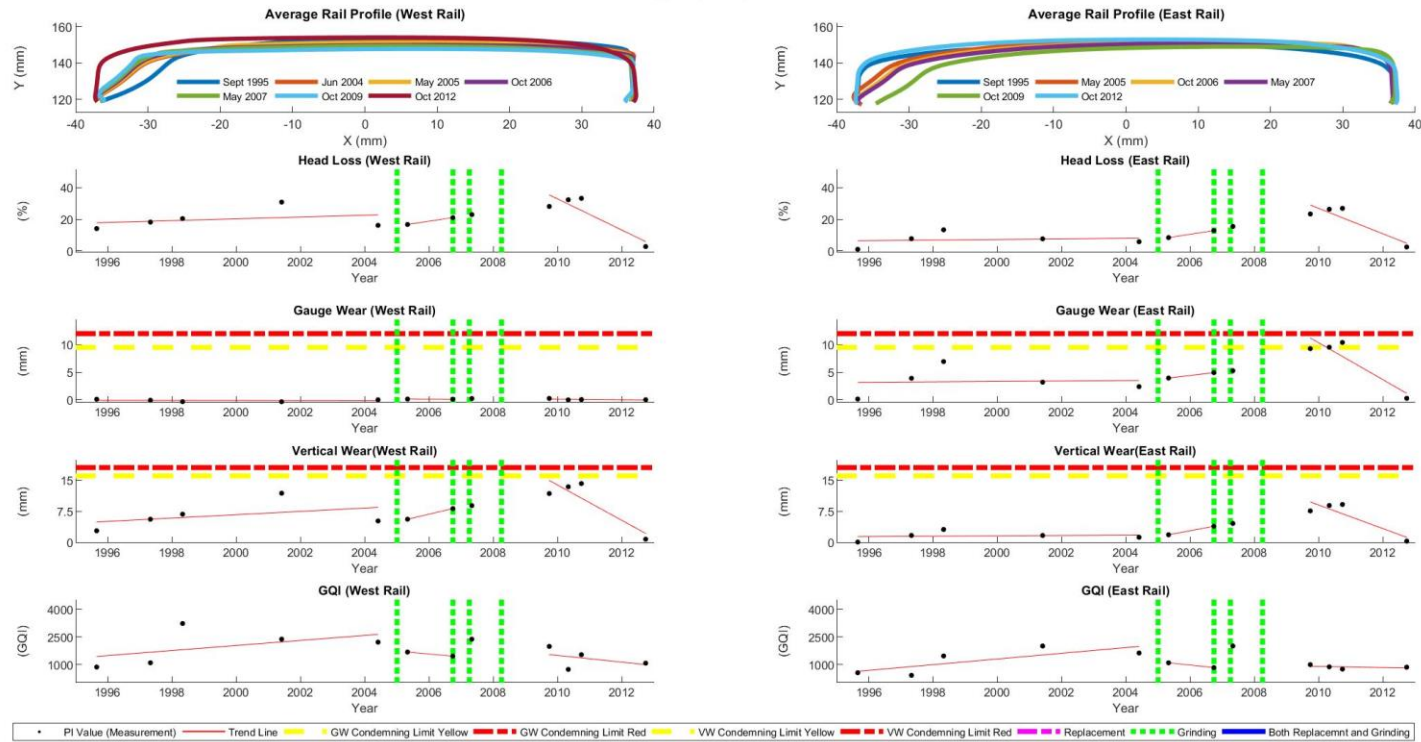 Average Rail Profile (West Rail)
160
140
120
Y (mm)
Sept 1995 Jun 2004 May 2005 Oct 2006
May 2007 Oct 2009 Oct 2012
-40 -30 -20 -10 0 10 20 30 40
X (mm)
Average Rail Profile (East Rail)
160
140
120
Y (mm)
Sept 1995 May 2005 Oct 2006 May 2007
Oct 2009 Oct 2012
-40 -30 -20 -10 0 10 20 30 40
X (mm)
Head Loss (West Rail)
40
20
0
(%)
1996 1998 2000 2002 2004 2006 2008 2010 2012
Year
Head Loss (East Rail)
40
20
0
(%)
1996 1998 2000 2002 2004 2006 2008 2010 2012
Year
Gauge Wear (West Rail)
10
5
0
(mm)
1996 1998 2000 2002 2004 2006 2008 2010 2012
Year
Gauge Wear (East Rail)
10
5
0
(mm)
1996 1998 2000 2002 2004 2006 2008 2010 2012
Year
Vertical Wear(West Rail)
15
7.5
0
(mm)
1996 1998 2000 2002 2004 2006 2008 2010 2012
Year
Vertical Wear(East Rail)
15
7.5
0
(mm)
1996 1998 2000 2002 2004 2006 2008 2010 2012
Year
GQI (West Rail)
4000
2500
1000
(GQI)
1996 1998 2000 2002 2004 2006 2008 2010 2012
Year
GQI (East Rail)
4000
2500
1000
(GQI)
1996 1998 2000 2002 2004 2006 2008 2010 2012
Year
PI Value (Measurement) Trend Line GW Condemning Limit Yellow GW Condemning Limit Red VW Condemning Limit Yellow VW Condemning Limit Red Replacement Grinding Both Replacemnt and Grinding